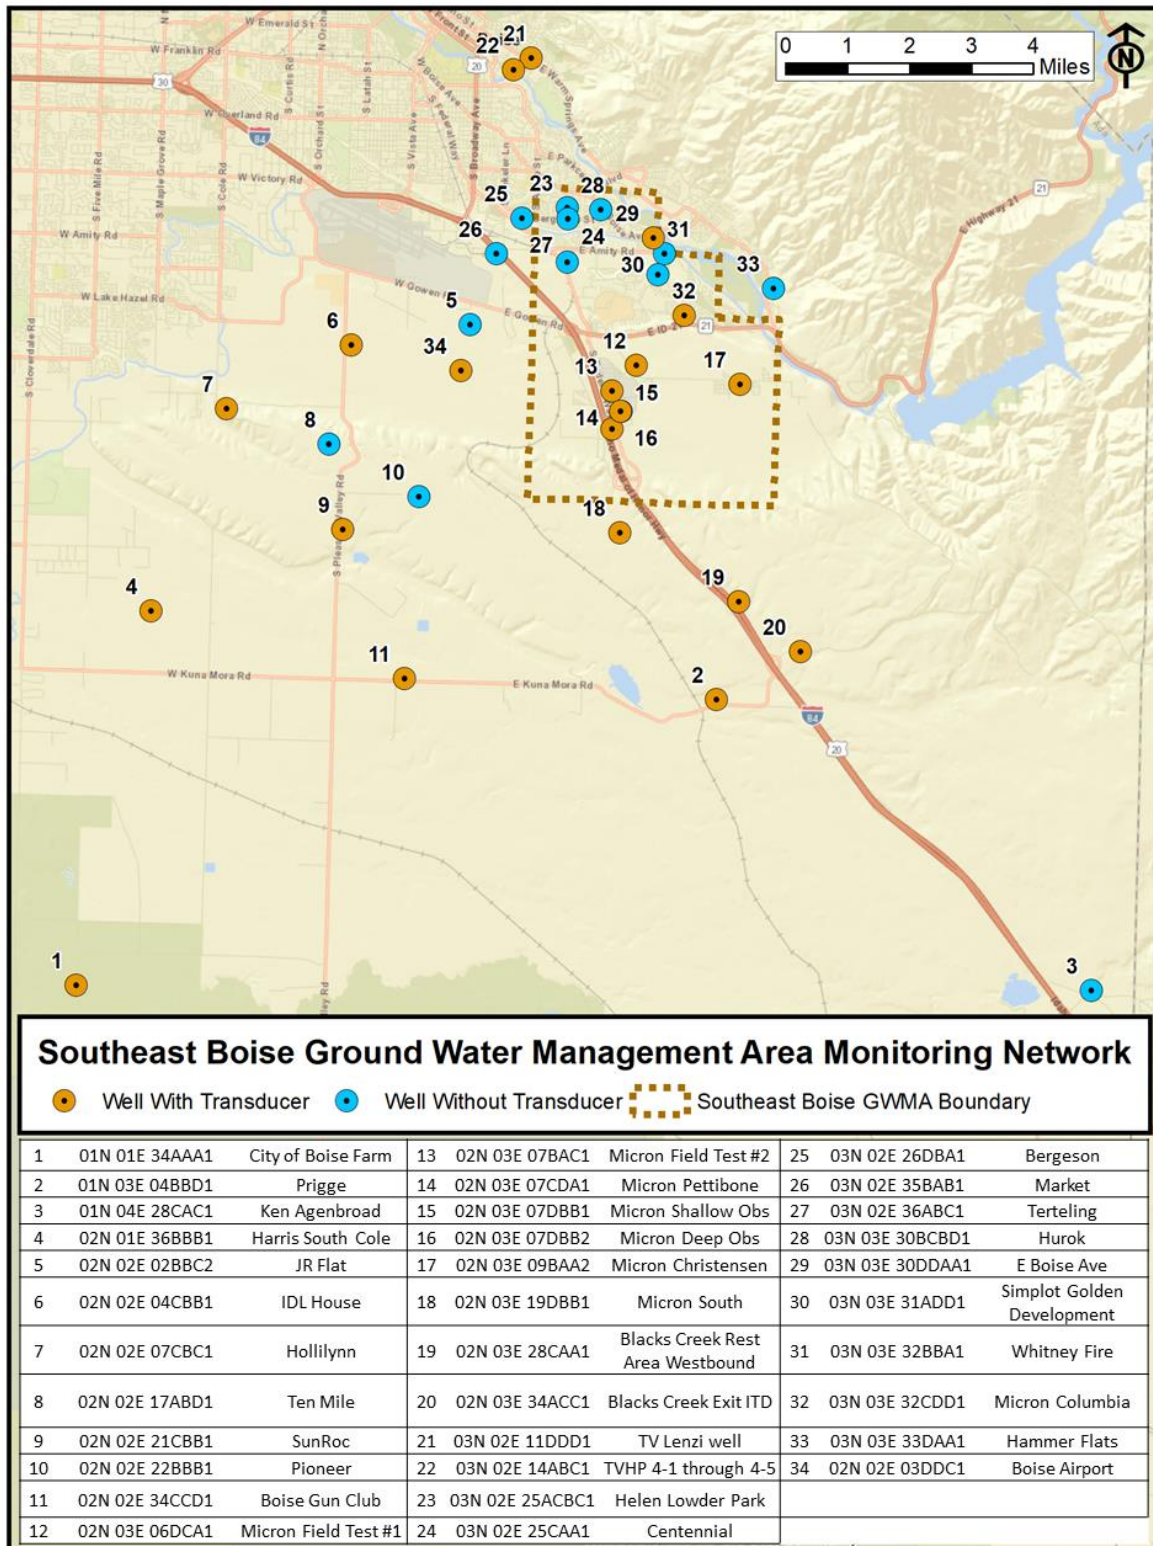 W Emerald St
N Orch
W Franklin Rd
Front St
21
22
20
30
S Curtis Rd
S Latah St
W Boise Ave
S Federal Way
S Broadway Ave
E Warm Springs Ave
0 1 2 3 4
Miles
N
Ada
84
S Orchard St
S Vista Ave
S Five Mile Rd
S Maple Grove Rd
S Cole Rd
W Victory Rd
21
E Highway 21
23
28
25
29
31
W Amity Rd
26
24
27
E Amity Rd
30
33
W Lake Hazel Rd
W Gowen
5
32
E Gowen Rd
E ID-21
21
6
34
12
17
S Cloverdale Rd
13
15
7
14
16
8
10
9
18
4
19
20
W Kuna Mora Rd
11
E Kuna Mora Rd
2
84
20
1
3
Southeast Boise Ground Water Management Area Monitoring Network
Well With Transducer Well Without Transducer Southeast Boise GWMA Boundary
1 01N 01E 34AAA1 City of Boise Farm 13 02N 03E 07BAC1 Micron Field Test #2 25 03N 02E 26DBA1 Bergeson
2 01N 03E 04BBD1 Prigge 14 02N 03E 07CDA1 Micron Pettibone 26 03N 02E 35BAB1 Market
3 01N 04E 28CAC1 Ken Agenbroad 15 02N 03E 07DBB1 Micron Shallow Obs 27 03N 02E 36ABC1 Terteling
4 02N 01E 36BBB1 Harris South Cole 16 02N 03E 07DBB2 Micron Deep Obs 28 03N 03E 30BCBD1 Hurok
5 02N 02E 02BBC2 JR Flat 17 02N 03E 09BAA2 Micron Christensen 29 03N 03E 30DDAA1 E Boise Ave
6 02N 02E 04CBB1 IDL House 18 02N 03E 19DBB1 Micron South 30 03N 03E 31ADD1 Simplot Golden
Development
7 02N 02E 07CBC1 Hollilynn 19 02N 03E 28CAA1 Blacks Creek Rest
Area Westbound 31 03N 03E 32BBA1 Whitney Fire
8 02N 02E 17ABD1 Ten Mile 20 02N 03E 34ACC1 Blacks Creek Exit ITD 32 03N 03E 32CDD1 Micron Columbia
9 02N 02E 21CBB1 SunRoc 21 03N 02E 11DDD1 TV Lenzi well 33 03N 03E 33DAA1 Hammer Flats
10 02N 02E 22BBB1 Pioneer 22 03N 02E 14ABC1 TVHP 4-1 through 4-5 34 02N 02E 03DDC1 Boise Airport
11 02N 02E 34CCD1 Boise Gun Club 23 03N 02E 25ACBC1 Helen Lowder Park
12 02N 03E 06DCA1 Micron Field Test #1 24 03N 02E 25CAA1 Centennial